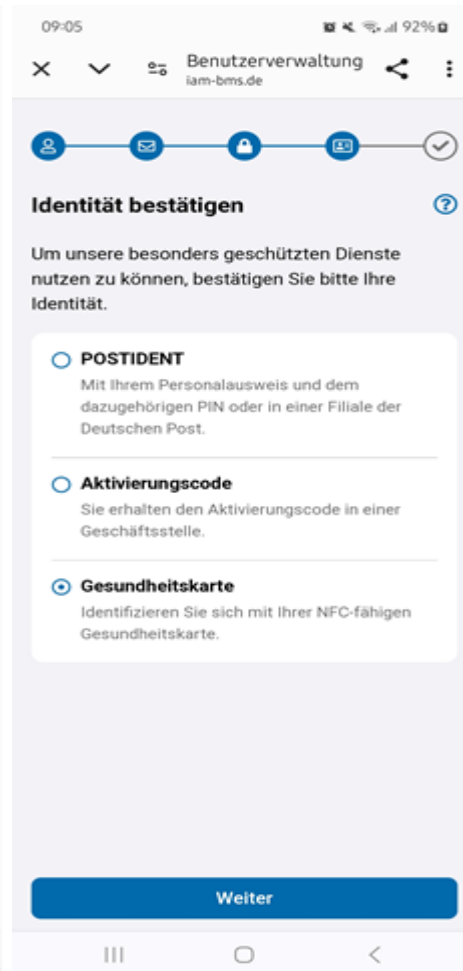 09:05
92%
Benutzerverwaltung
iam-bms.de
Identität bestätigen
?
Um unsere besonders geschützten Dienste
nutzen zu können, bestätigen Sie bitte Ihre
Identität.
POSTIDENT
Mit Ihrem Personalausweis und dem
dazugehörigen PIN oder in einer Filiale der
Deutschen Post.
Aktivierungscode
Sie erhalten den Aktivierungscode in einer
Geschäftsstelle.
Gesundheitskarte
Identifizieren Sie sich mit Ihrer NFC-fähigen
Gesundheitskarte.
Weiter